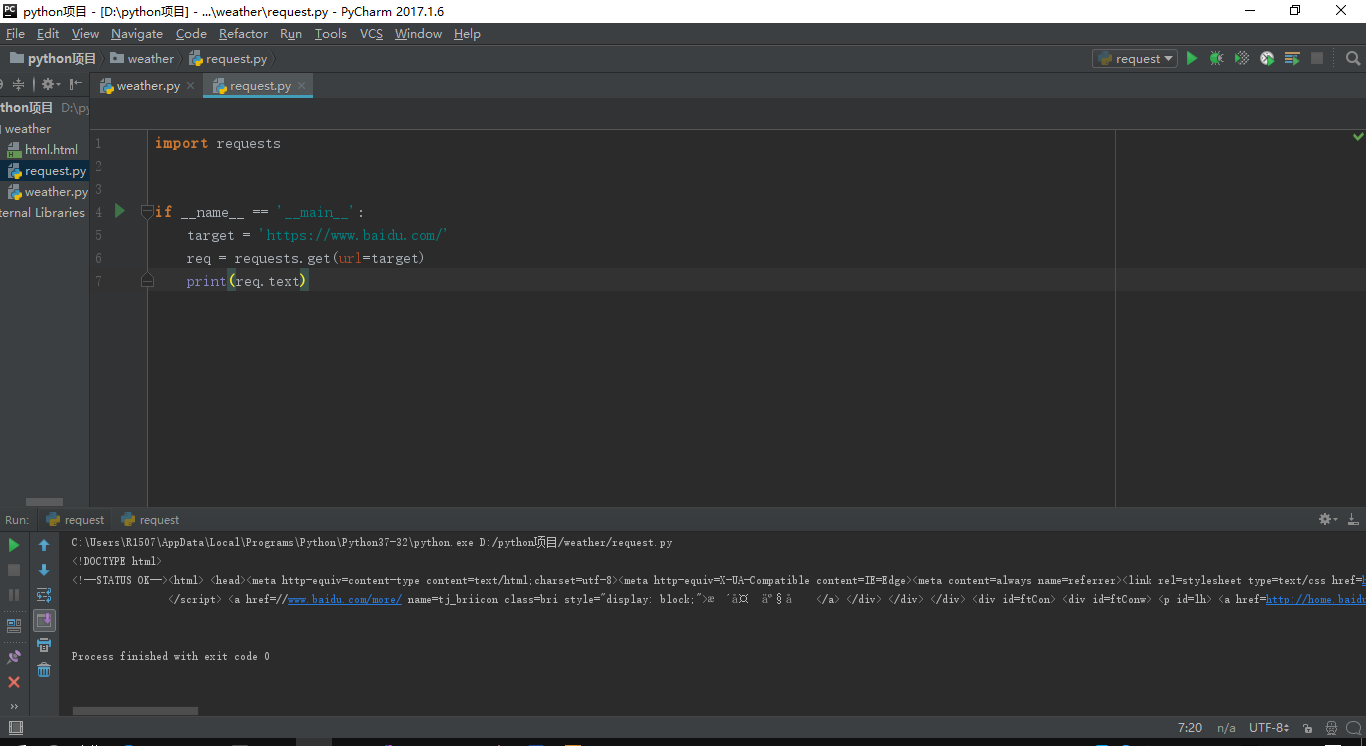 python项目 - [D:\python项目] - ...\weather\request.py - PyCharm 2017.1.6
File Edit View Navigate Code Refactor Run Tools VCS Window Help
python项目 weather request.py request
weather.py request.py
thon项目 D:\py
weather
html.html
request.py
weather.py
ternal Libraries
1 import requests
2
3
4 if __name__ == '__main__':
5 target = 'https://www.baidu.com/'
6 req = requests.get(url=target)
7 print(req.text)
Run: request request
C:\Users\R1507\AppData\Local\Programs\Python\Python37-32\python.exe D:/python项目/weather/request.py
<!DOCTYPE html>
<!--STATUS OK--><html> <head><meta http-equiv=content-type content=text/html;charset=utf-8><meta http-equiv=X-UA-Compatible content=IE=Edge><meta content=always name=referrer><link rel=stylesheet type=text/css href=h
</script> <a href=//www.baidu.com/more/ name=tj_briicon class=bri style="display: block;"> </a> </div> </div> </div> <div id=ftCon> <div id=ftConw> <p id=lh> <a href=http://home.baidu
Process finished with exit code 0
7:20 n/a UTF-8